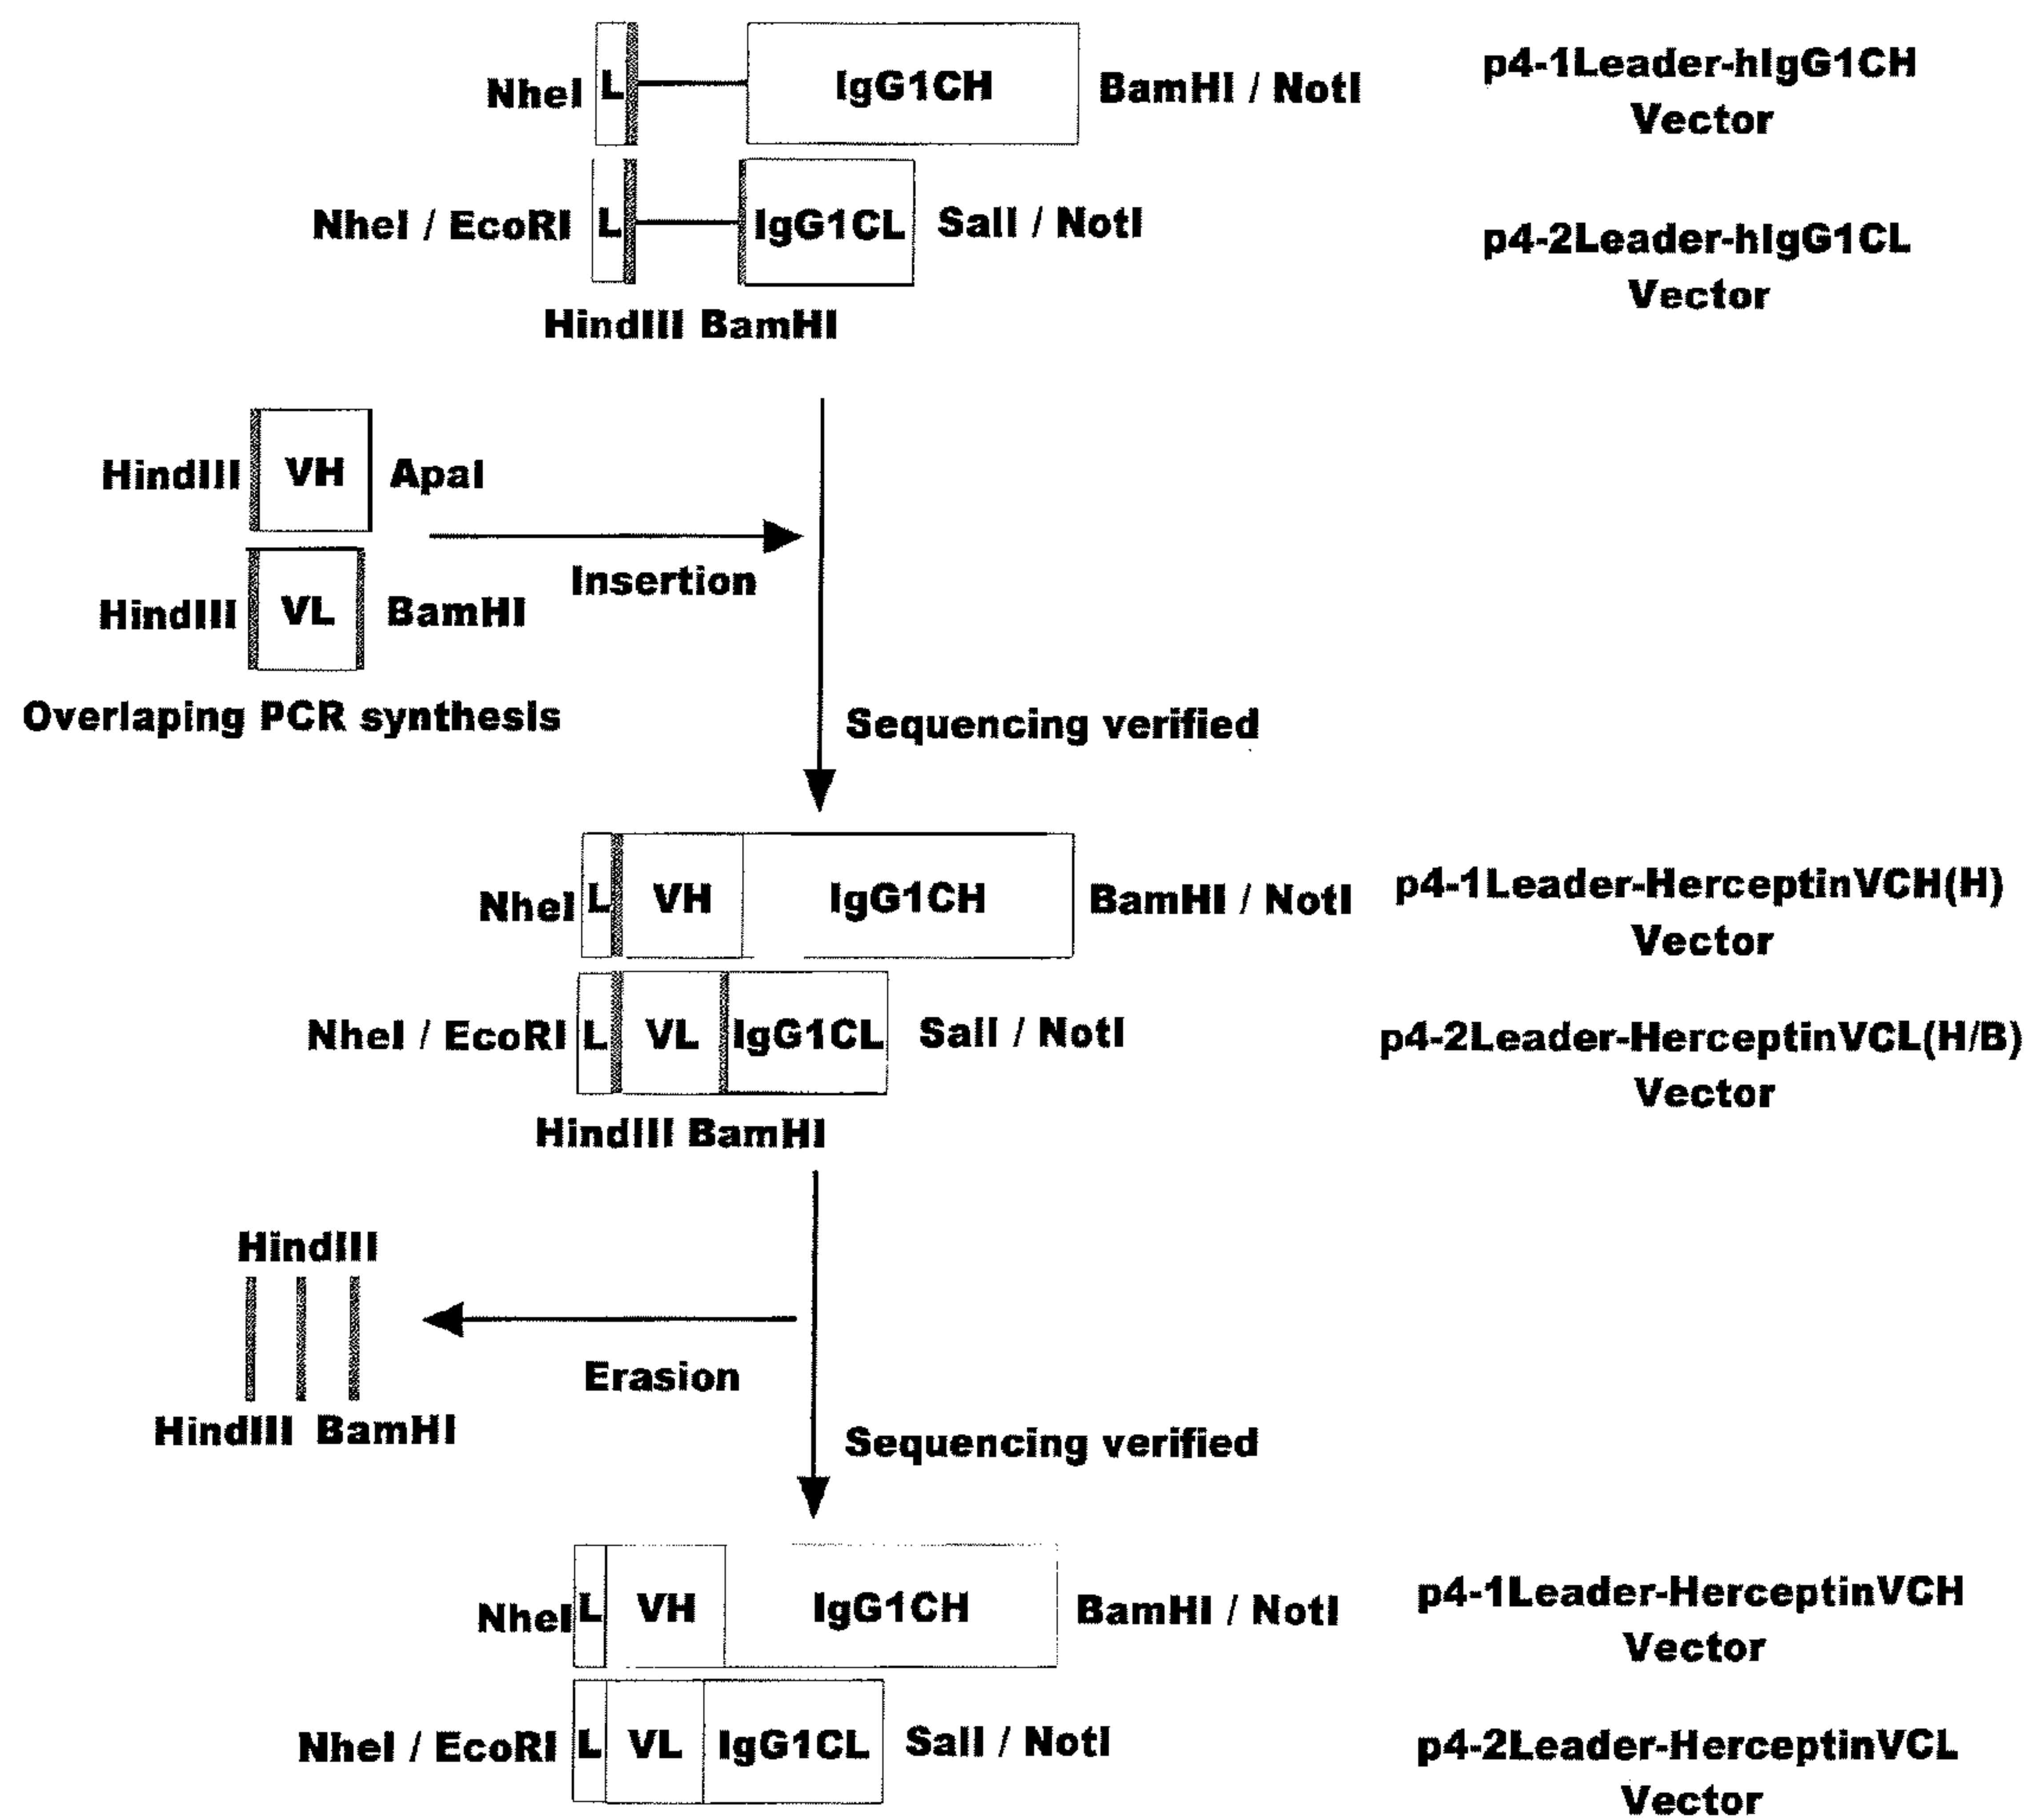 NheI L IgG1CH BamHI / NotI p4-1Leader-hIgG1CH
Vector
NheI / EcoRI L IgG1CL SalI / NotI p4-2Leader-hIgG1CL
Vector
HindIII BamHI
HindIII VH ApaI
Insertion
HindIII VL BamHI
Overlaping PCR synthesis
Sequencing verified
NheI L VH IgG1CH BamHI / NotI p4-1Leader-HerceptinVCH(H)
Vector
NheI / EcoRI L VL IgG1CL SalI / NotI p4-2Leader-HerceptinVCL(H/B)
Vector
HindIII BamHI
HindIII
Erasion
HindIII BamHI
Sequencing verified
NheI L VH IgG1CH BamHI / NotI p4-1Leader-HerceptinVCH
Vector
NheI / EcoRI L VL IgG1CL SalI / NotI p4-2Leader-HerceptinVCL
Vector